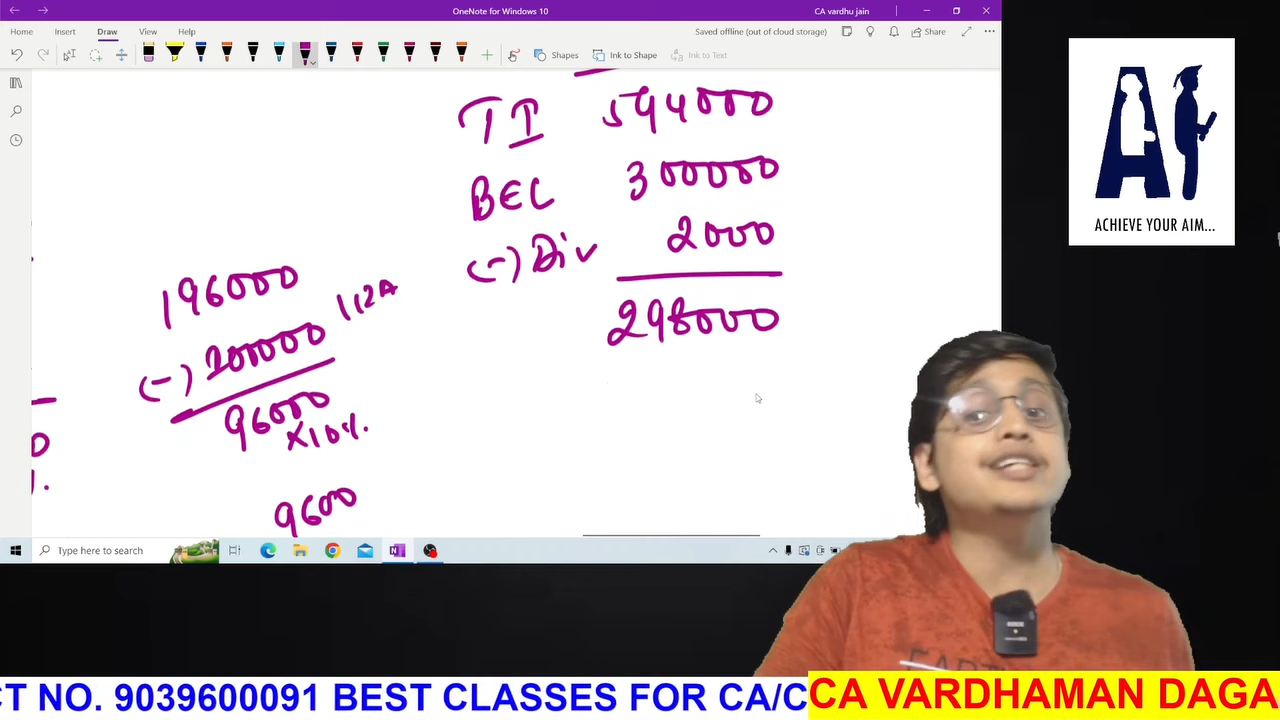 OneNote for Windows 10
CA vardhu jain
Home
Insert
Draw
View
Help
Saved offline (out of cloud storage)
Share
Shapes
Ink to Shape
Ink to Text
TI 594000
BEL 300000
(-) Div 2000
298000
196000
(-) 100000 112A
96000
×10%.
9600
ACHIEVE YOUR AIM...
Type here to search
CT NO. 9039600091 BEST CLASSES FOR CA/C
CA VARDHAMAN DAGA